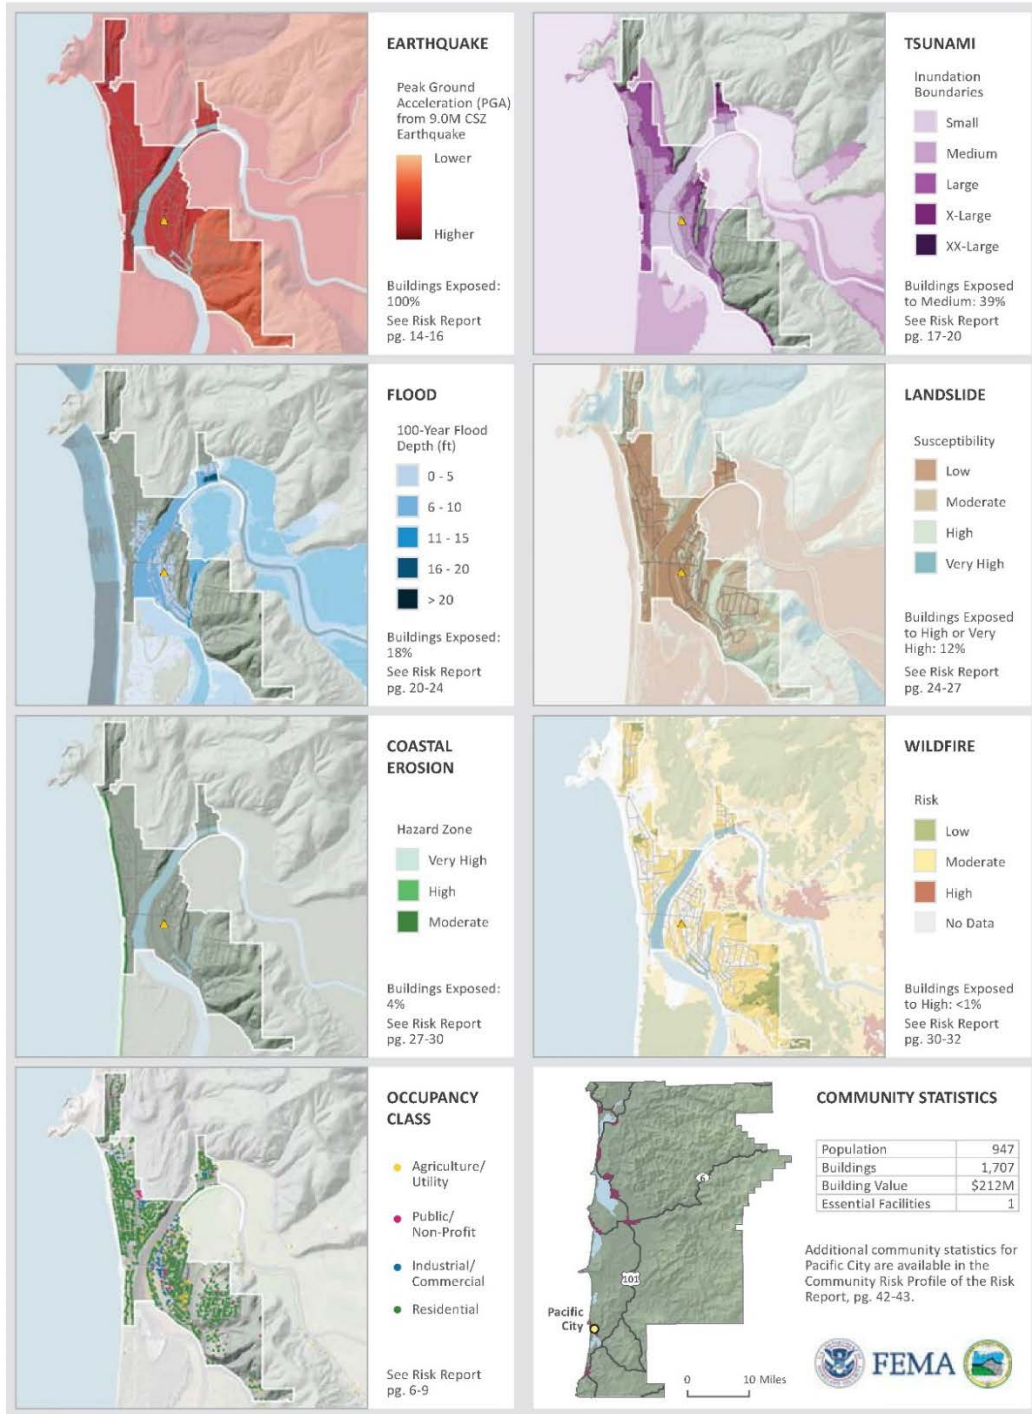 EARTHQUAKE
Peak Ground
Acceleration (PGA)
from 9.0M CSZ
Earthquake
Lower
Higher
Buildings Exposed:
100%
See Risk Report
pg. 14-16
TSUNAMI
Inundation
Boundaries
Small
Medium
Large
X-Large
XX-Large
Buildings Exposed
to Medium: 39%
See Risk Report
pg. 17-20
FLOOD
100-Year Flood
Depth (ft)
0 - 5
6 - 10
11 - 15
16 - 20
> 20
Buildings Exposed:
18%
See Risk Report
pg. 20-24
LANDSLIDE
Susceptibility
Low
Moderate
High
Very High
Buildings Exposed
to High or Very
High: 12%
See Risk Report
pg. 24-27
COASTAL
EROSION
Hazard Zone
Very High
High
Moderate
Buildings Exposed:
4%
See Risk Report
pg. 27-30
WILDFIRE
Risk
Low
Moderate
High
No Data
Buildings Exposed
to High: <1%
See Risk Report
pg. 30-32
OCCUPANCY
CLASS
Agriculture/
Utility
Public/
Non-Profit
Industrial/
Commercial
Residential
See Risk Report
pg. 6-9
6
101
Pacific
City
0 10 Miles
COMMUNITY STATISTICS
Population 947
Buildings 1,707
Building Value $212M
Essential Facilities 1
Additional community statistics for
Pacific City are available in the
Community Risk Profile of the Risk
Report, pg. 42-43.
FEMA